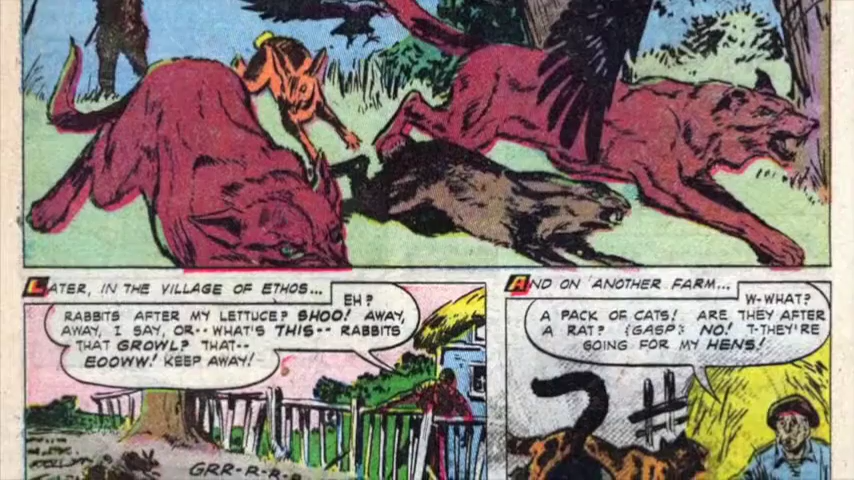 LATER, IN THE VILLAGE OF ETHOS...
EH?
RABBITS AFTER MY LETTUCE? SHOO! AWAY,
AWAY, I SAY, OR-- WHAT'S THIS-- RABBITS
THAT GROWL? THAT--
EOOWW! KEEP AWAY!
GRR-R-R-R
AND ON ANOTHER FARM...
W-WHAT?
A PACK OF CATS! ARE THEY AFTER
A RAT? (GASP) NO! T-THEY'RE
GOING FOR MY HENS!